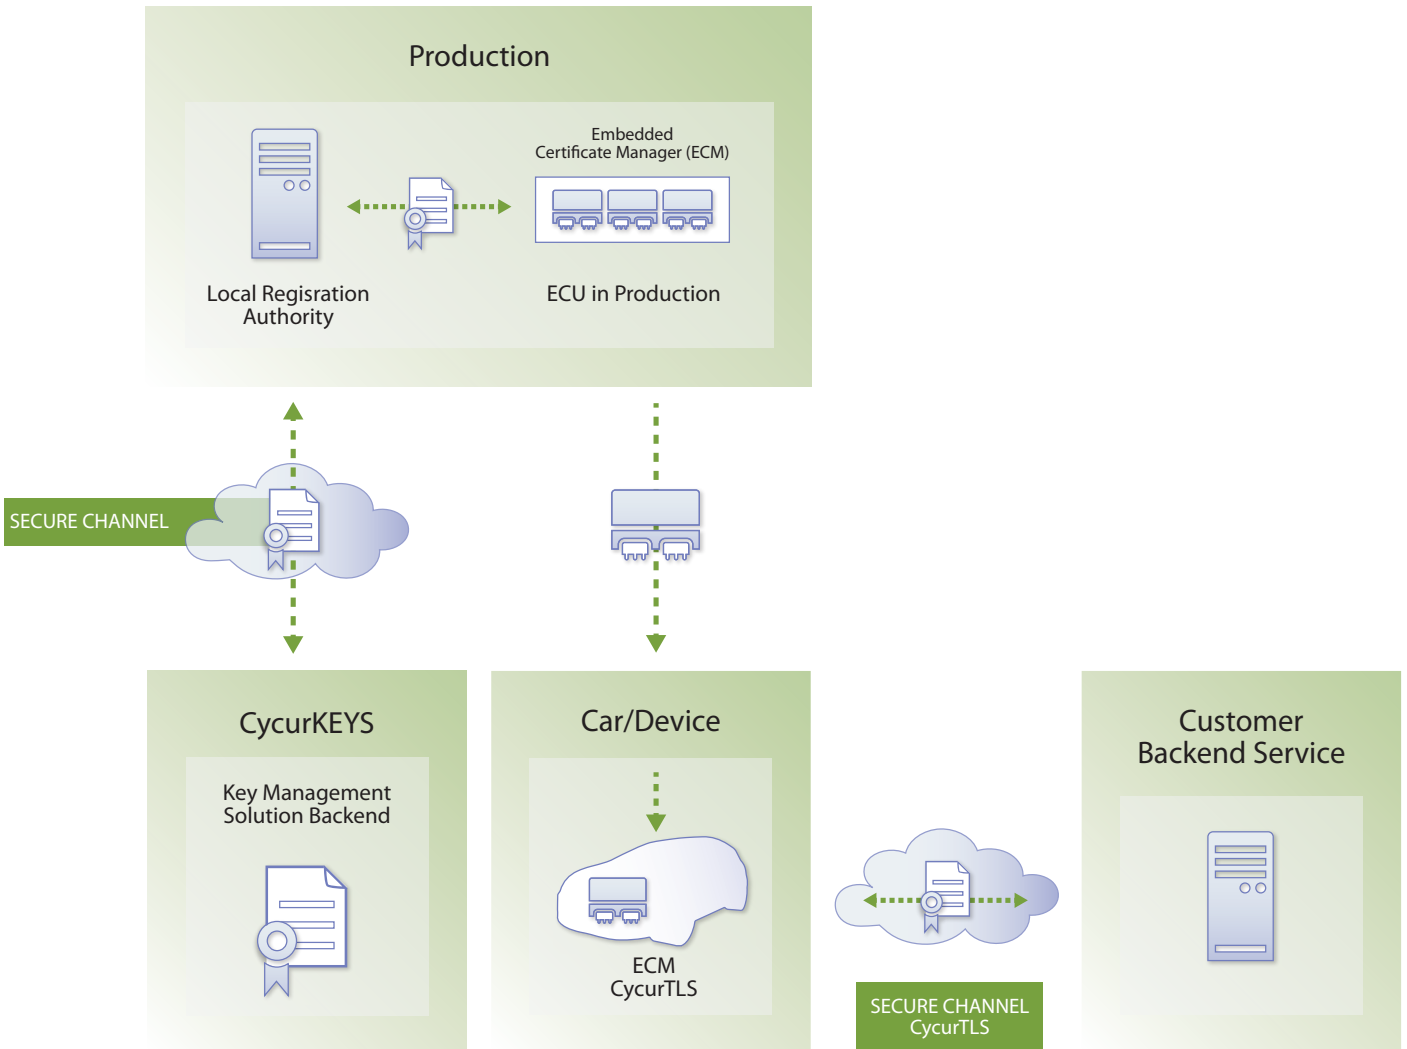 Production
Embedded
Certificate Manager (ECM)
Local Regisration
Authority
ECU in Production
SECURE CHANNEL
CycurKEYS
Key Management
Solution Backend
Car/Device
ECM
CycurTLS
SECURE CHANNEL
CycurTLS
Customer
Backend Service